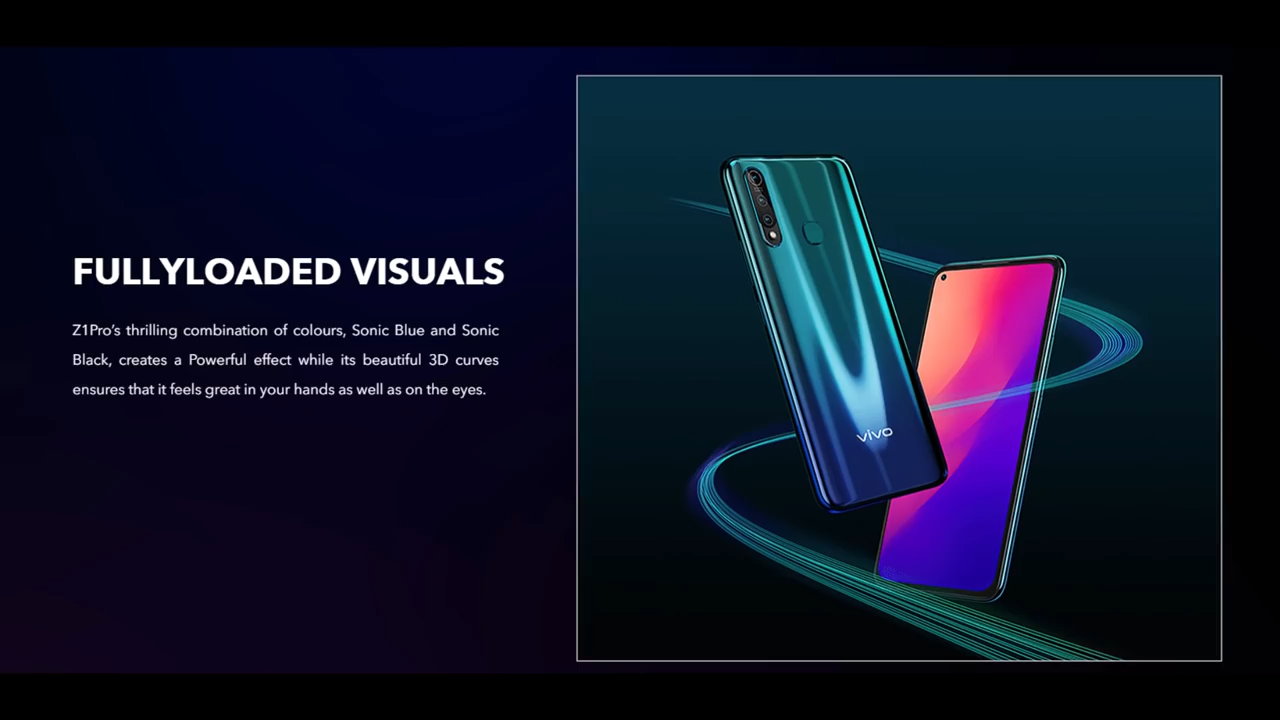 FULLYLOADED VISUALS
Z1Pro's thrilling combination of colours, Sonic Blue and Sonic
Black, creates a Powerful effect while its beautiful 3D curves
ensures that it feels great in your hands as well as on the eyes.
vivo